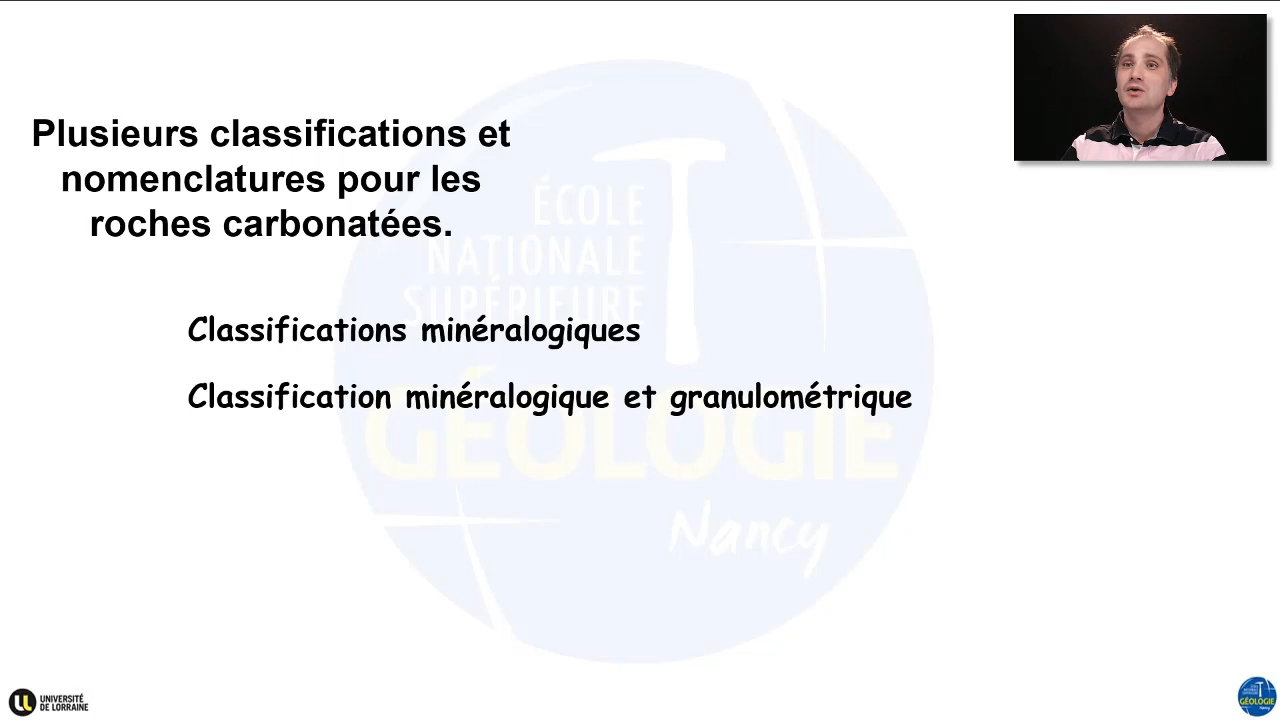 Plusieurs classifications et
nomenclatures pour les
roches carbonatées.
ÉCOLE
NATIONALE
SUPÉRIEURE
Classifications minéralogiques
Classification minéralogique et granulométrique
GÉOLOGIE
Nancy
UNIVERSITÉ
DE LORRAINE
GÉOLOGIE
Nancy